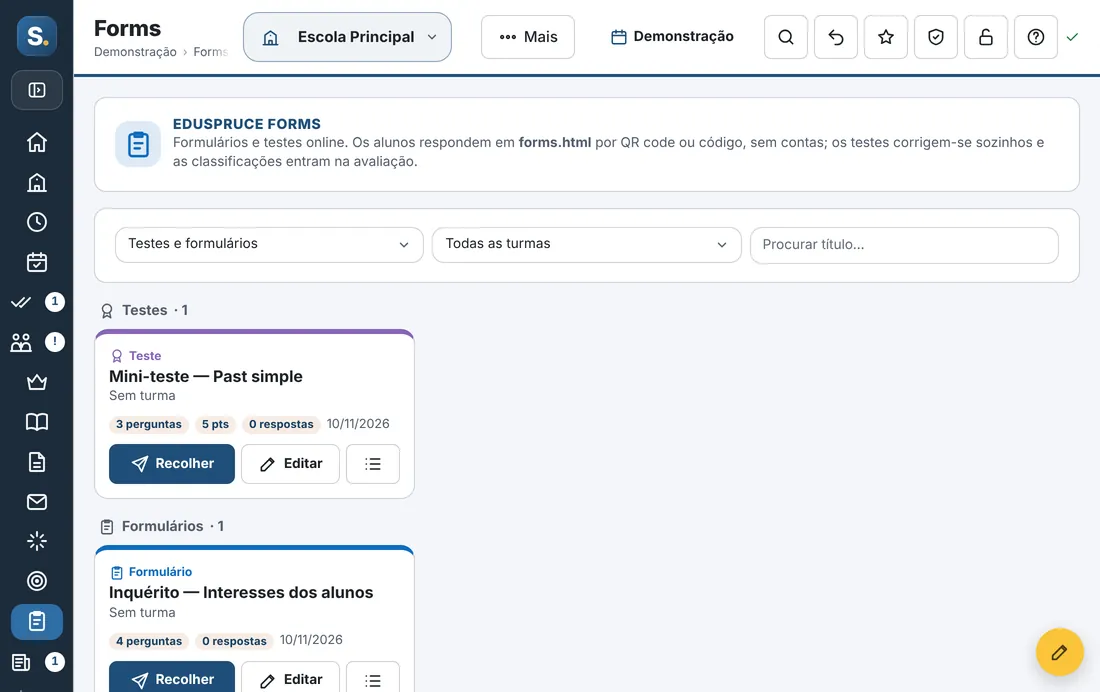 S.
Forms
Demonstração › Forms
Escola Principal
Mais
Demonstração
EDUSPRUCE FORMS
Formulários e testes online. Os alunos respondem em forms.html por QR code ou código, sem contas; os testes corrigem-se sozinhos e
as classificações entram na avaliação.
Testes e formulários
Todas as turmas
Procurar título...
1
!
Testes · 1
Teste
Mini-teste — Past simple
Sem turma
3 perguntas 5 pts 0 respostas 10/11/2026
Recolher Editar
Formulários · 1
Formulário
Inquérito — Interesses dos alunos
Sem turma
4 perguntas 0 respostas 10/11/2026
Recolher Editar
1